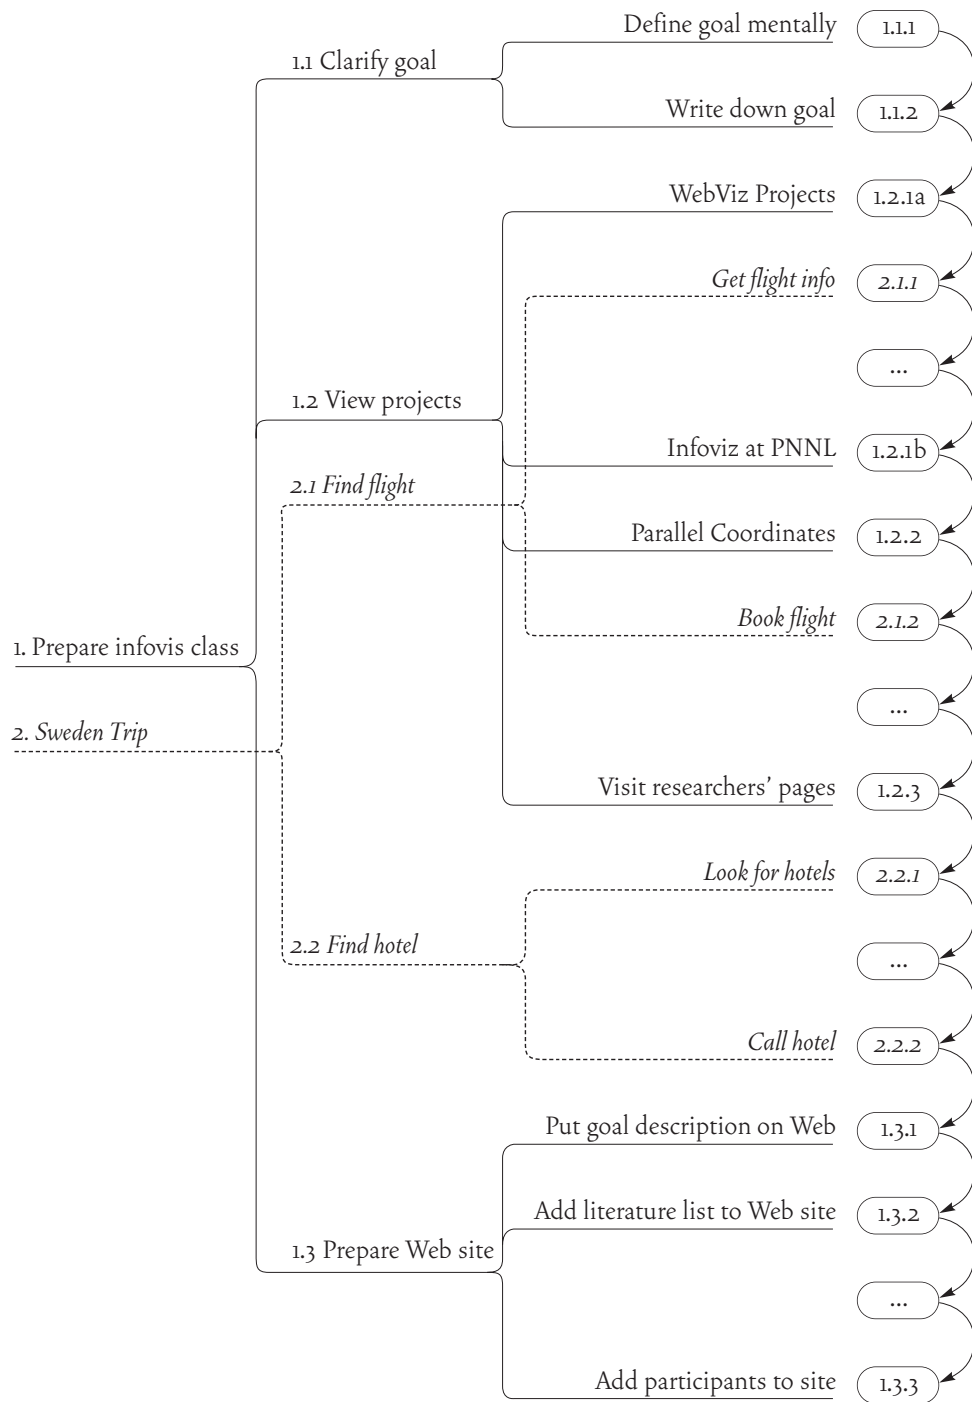 Define goal mentally 1.1.1
1.1 Clarify goal
Write down goal 1.1.2
WebViz Projects 1.2.1a
Get flight info 2.1.1
...
1.2 View projects
Infoviz at PNNL 1.2.1b
2.1 Find flight
Parallel Coordinates 1.2.2
Book flight 2.1.2
1. Prepare infovis class
...
2. Sweden Trip
Visit researchers’ pages 1.2.3
Look for hotels 2.2.1
2.2 Find hotel
...
Call hotel 2.2.2
Put goal description on Web 1.3.1
Add literature list to Web site 1.3.2
1.3 Prepare Web site
...
Add participants to site 1.3.3